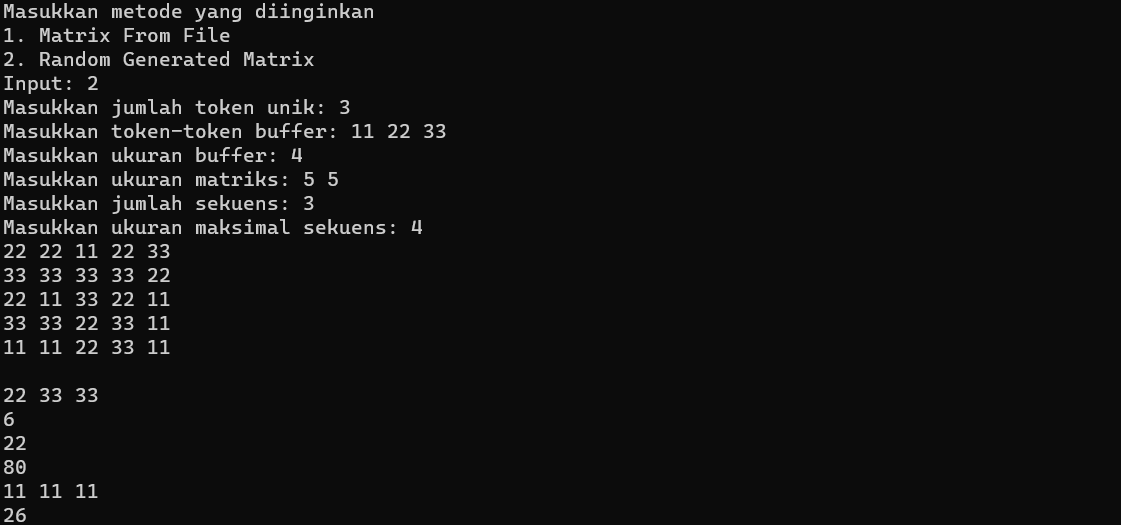 Masukkan metode yang diinginkan
1. Matrix From File
2. Random Generated Matrix
Input: 2
Masukkan jumlah token unik: 3
Masukkan token-token buffer: 11 22 33
Masukkan ukuran buffer: 4
Masukkan ukuran matriks: 5 5
Masukkan jumlah sekuens: 3
Masukkan ukuran maksimal sekuens: 4
22 22 11 22 33
33 33 33 33 22
22 11 33 22 11
33 33 22 33 11
11 11 22 33 11

22 33 33
6
22
80
11 11 11
26